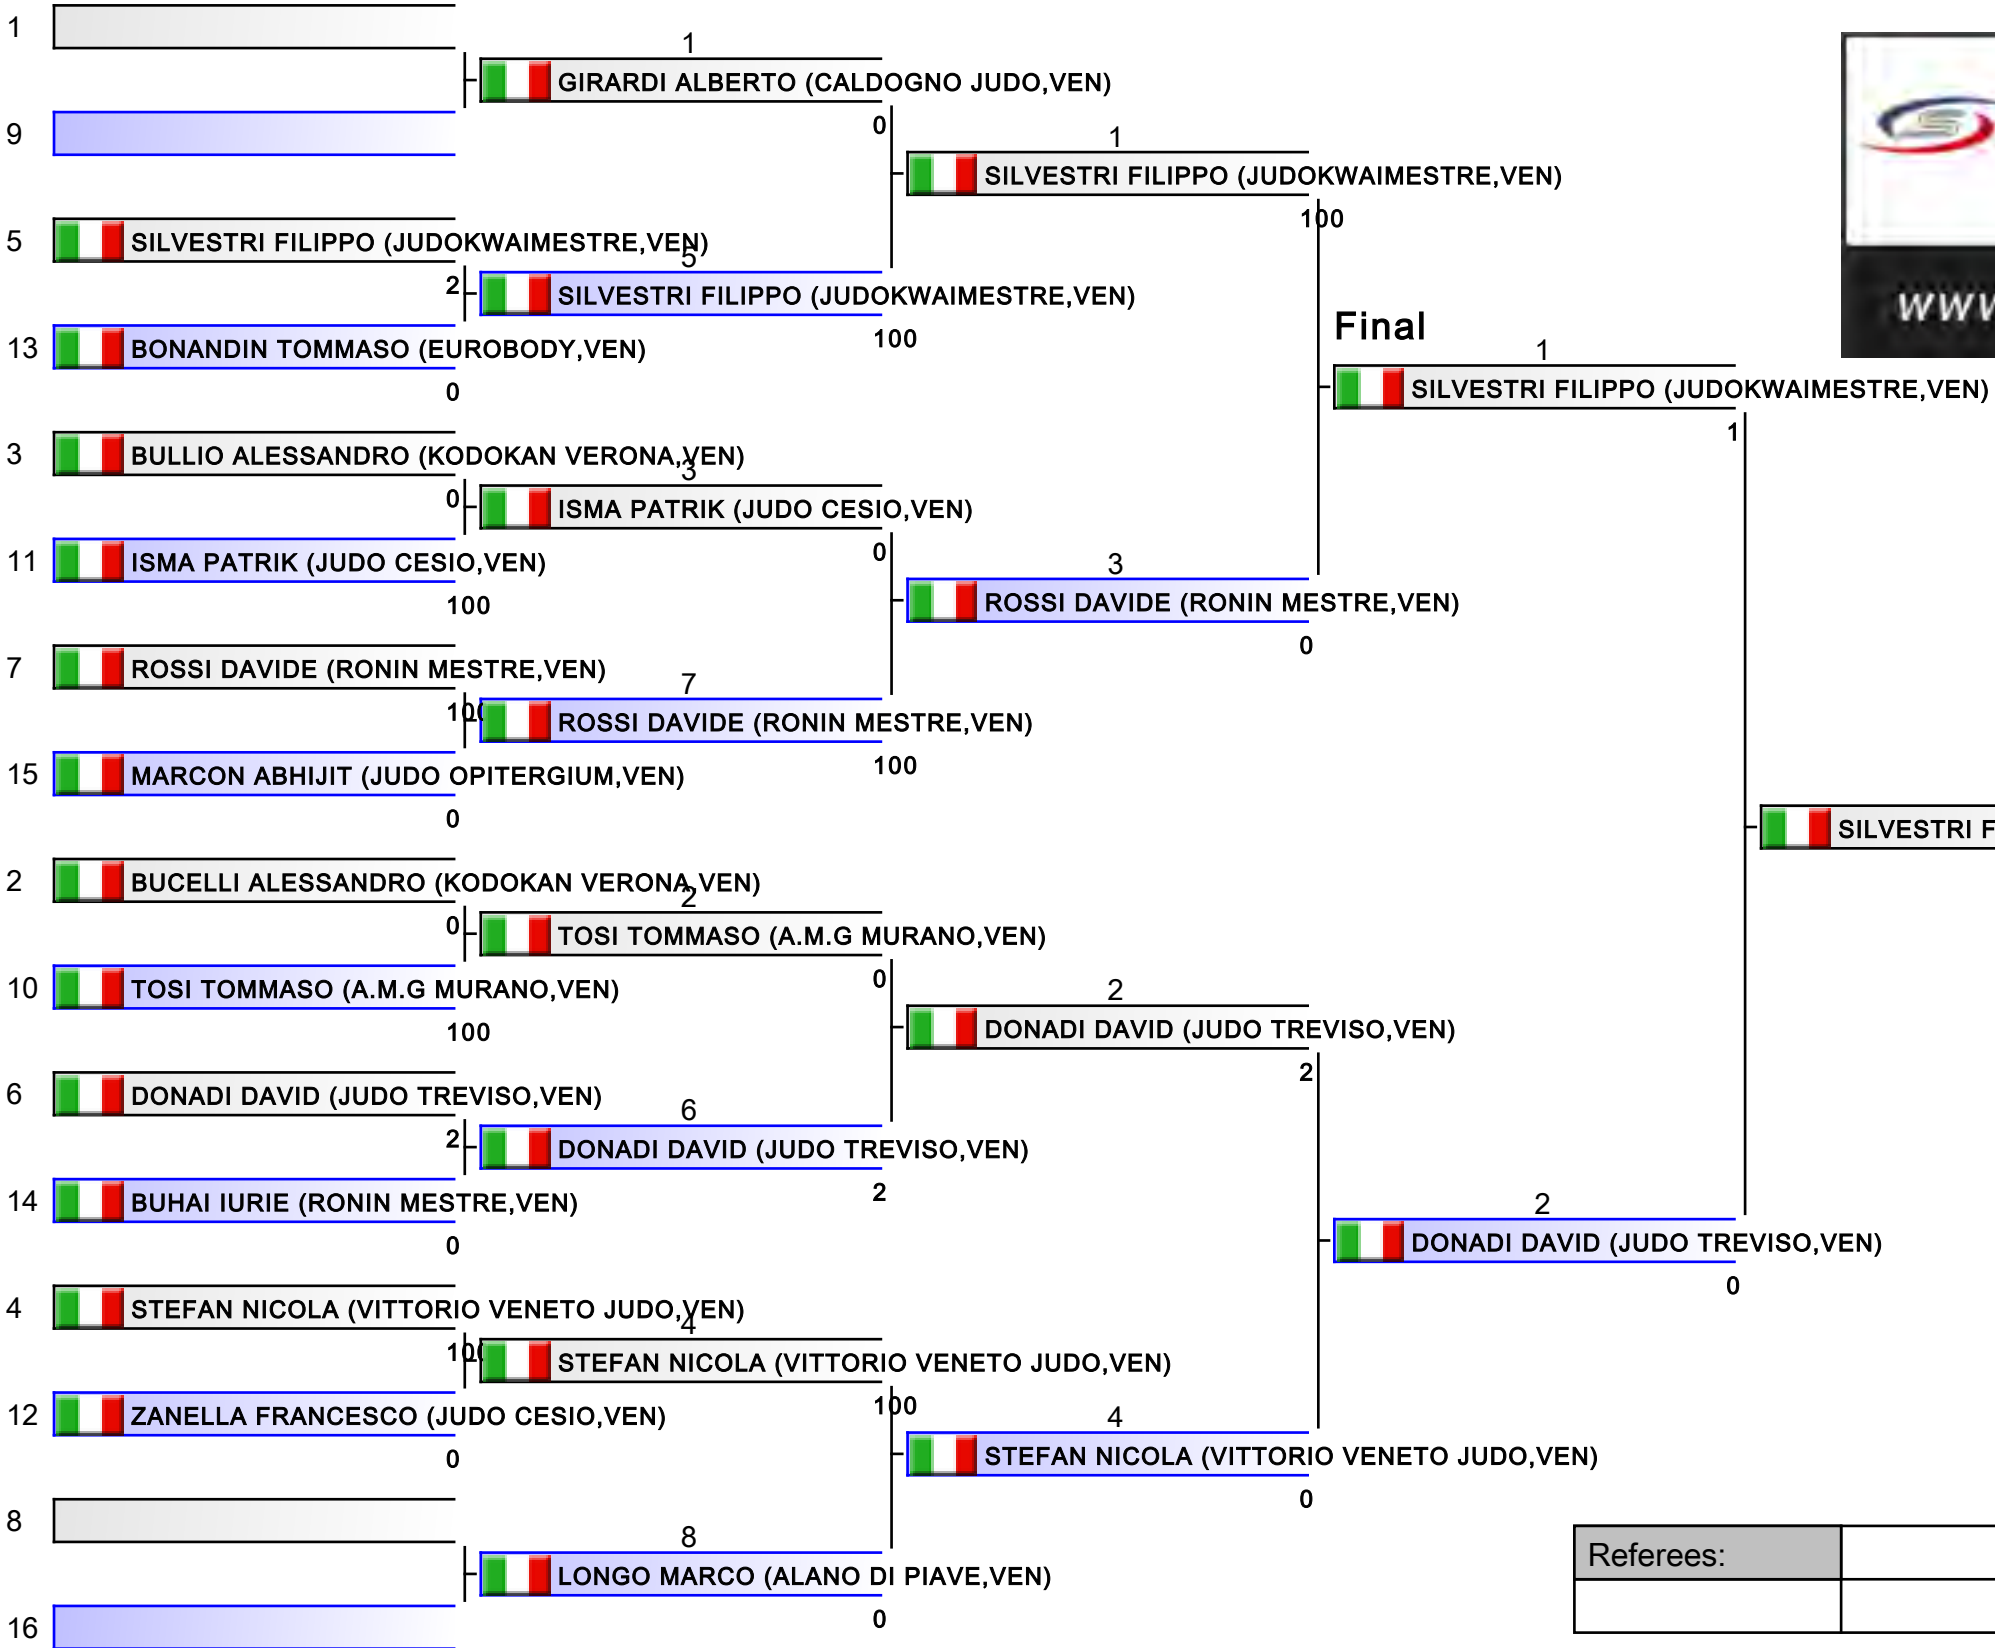 1
1
GIRARDI ALBERTO (CALDOGNO JUDO,VEN)
0
9
1
SILVESTRI FILIPPO (JUDOKWAIMESTRE,VEN)
100
5
SILVESTRI FILIPPO (JUDOKWAIMESTRE,VEN)
2
5
SILVESTRI FILIPPO (JUDOKWAIMESTRE,VEN)
100
13
BONANDIN TOMMASO (EUROBODY,VEN)
0
Final
1
SILVESTRI FILIPPO (JUDOKWAIMESTRE,VEN)
1
www
3
BULLIO ALESSANDRO (KODOKAN VERONA,VEN)
0
3
ISMA PATRIK (JUDO CESIO,VEN)
0
11
ISMA PATRIK (JUDO CESIO,VEN)
100
3
ROSSI DAVIDE (RONIN MESTRE,VEN)
0
7
ROSSI DAVIDE (RONIN MESTRE,VEN)
100
7
ROSSI DAVIDE (RONIN MESTRE,VEN)
100
15
MARCON ABHIJIT (JUDO OPITERGIUM,VEN)
0
SILVESTRI F
2
BUCELLI ALESSANDRO (KODOKAN VERONA,VEN)
0
2
TOSI TOMMASO (A.M.G MURANO,VEN)
0
10
TOSI TOMMASO (A.M.G MURANO,VEN)
100
2
DONADI DAVID (JUDO TREVISO,VEN)
2
6
DONADI DAVID (JUDO TREVISO,VEN)
2
6
DONADI DAVID (JUDO TREVISO,VEN)
2
14
BUHAI IURIE (RONIN MESTRE,VEN)
0
2
DONADI DAVID (JUDO TREVISO,VEN)
0
4
STEFAN NICOLA (VITTORIO VENETO JUDO,VEN)
100
4
STEFAN NICOLA (VITTORIO VENETO JUDO,VEN)
100
12
ZANELLA FRANCESCO (JUDO CESIO,VEN)
0
4
STEFAN NICOLA (VITTORIO VENETO JUDO,VEN)
0
8
8
LONGO MARCO (ALANO DI PIAVE,VEN)
0
16
Referees: